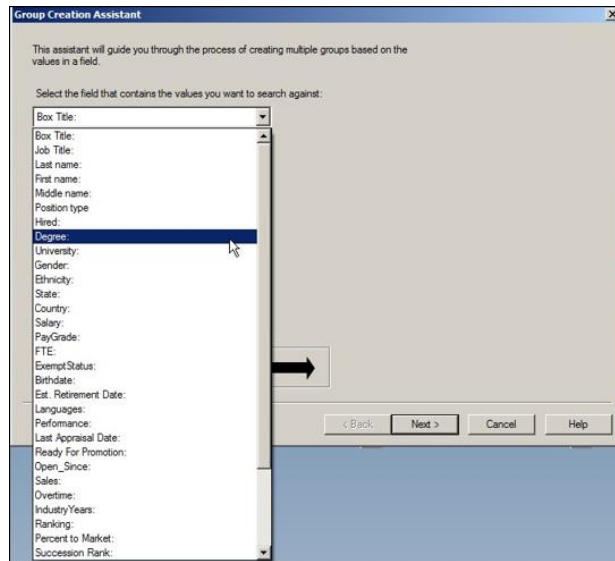 Group Creation Assistant
This assistant will guide you through the process of creating multiple groups based on the
values in a field.
Select the field that contains the values you want to search against:
Box Title:
Box Title:
Job Title:
Last name:
First name:
Middle name:
Position type
Hired:
Degree:
University:
Gender:
Ethnicity:
State:
Country:
Salary:
PayGrade:
FTE:
ExemptStatus:
Birthdate:
Est. Retirement Date:
Languages:
Performance:
Last Appraisal Date:
Ready For Promotion:
Open_Since:
Sales:
Overtime:
IndustryYears:
Ranking:
Percent to Market:
Succession Rank:
< Back
Next >
Cancel
Help